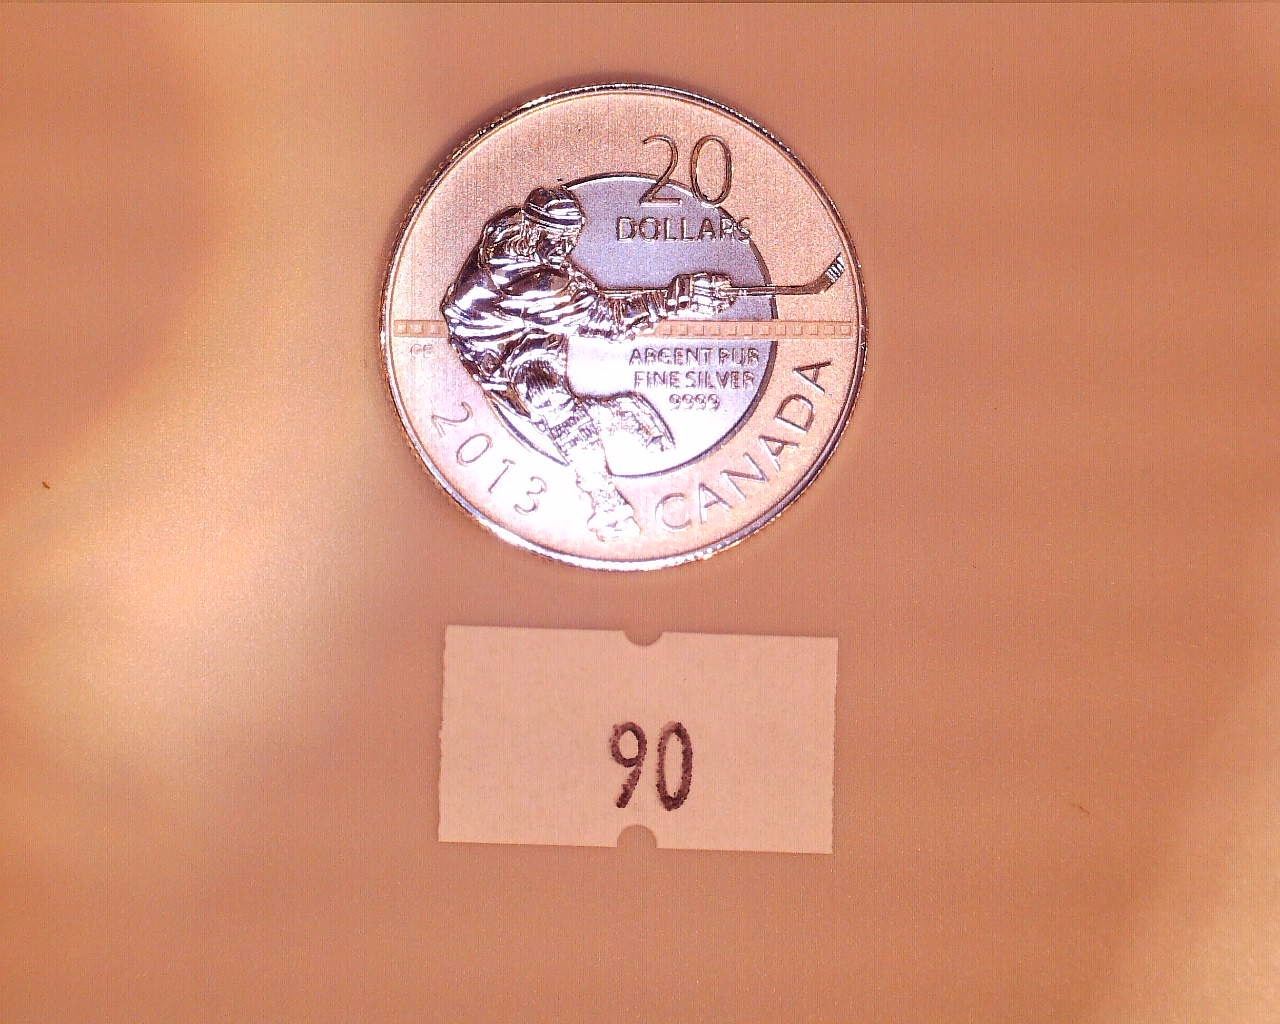 20
DOLLARS
ARGENT PUR
FINE SILVER
9999
2013
CANADA
90